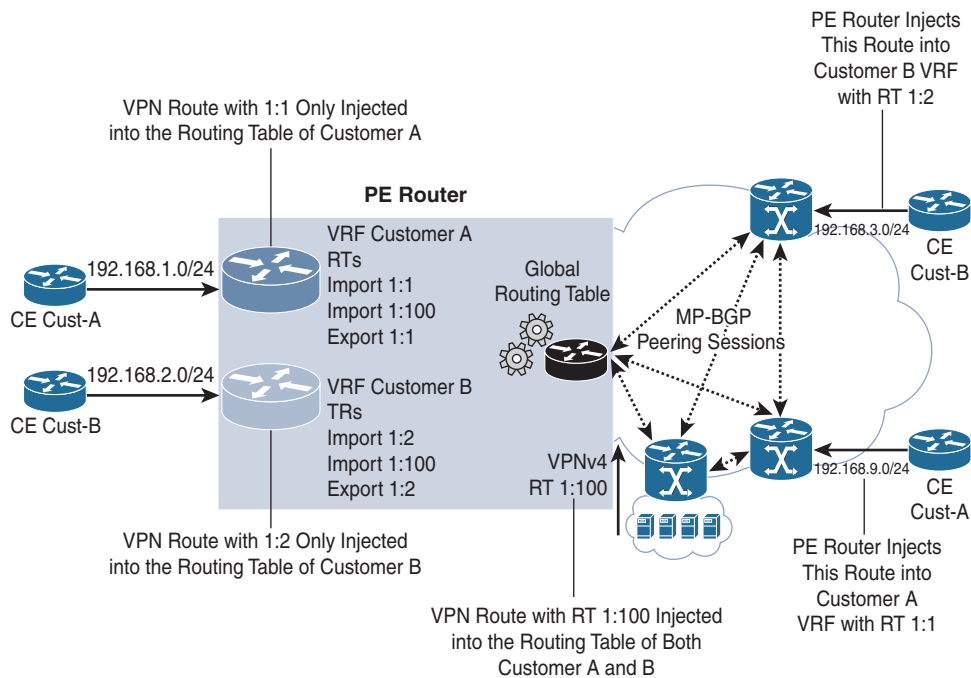 PE Router Injects
This Route into
Customer B VRF
with RT 1:2
VPN Route with 1:1 Only Injected
into the Routing Table of Customer A
PE Router
VRF Customer A
RTs
Import 1:1
Import 1:100
Export 1:1
192.168.1.0/24
CE Cust-A
Global
Routing Table
MP-BGP
Peering Sessions
192.168.3.0/24
CE
Cust-B
192.168.2.0/24
CE Cust-B
VRF Customer B
TRs
Import 1:2
Import 1:100
Export 1:2
VPNv4
RT 1:100
192.168.9.0/24
CE
Cust-A
VPN Route with 1:2 Only Injected
into the Routing Table of Customer B
PE Router Injects
This Route into
Customer A
VRF with RT 1:1
VPN Route with RT 1:100 Injected
into the Routing Table of Both
Customer A and B